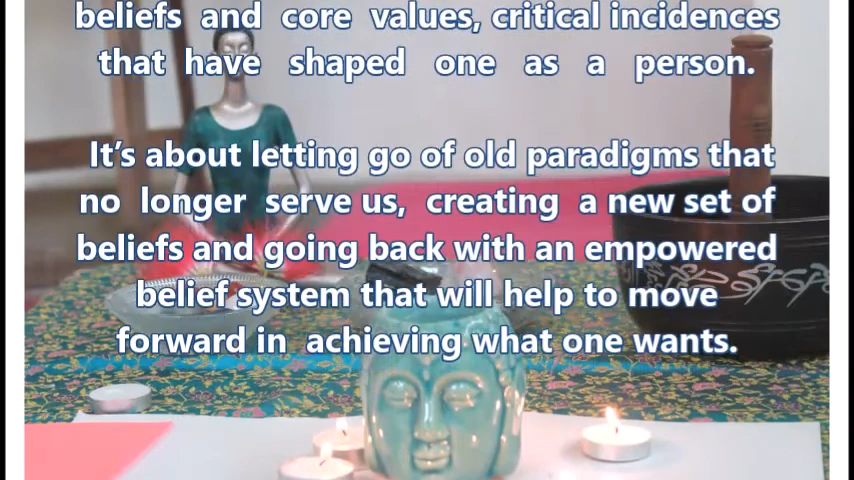 beliefs and core values, critical incidences
that have shaped one as a person.
It's about letting go of old paradigms that
no longer serve us, creating a new set of
beliefs and going back with an empowered
belief system that will help to move
forward in achieving what one wants.